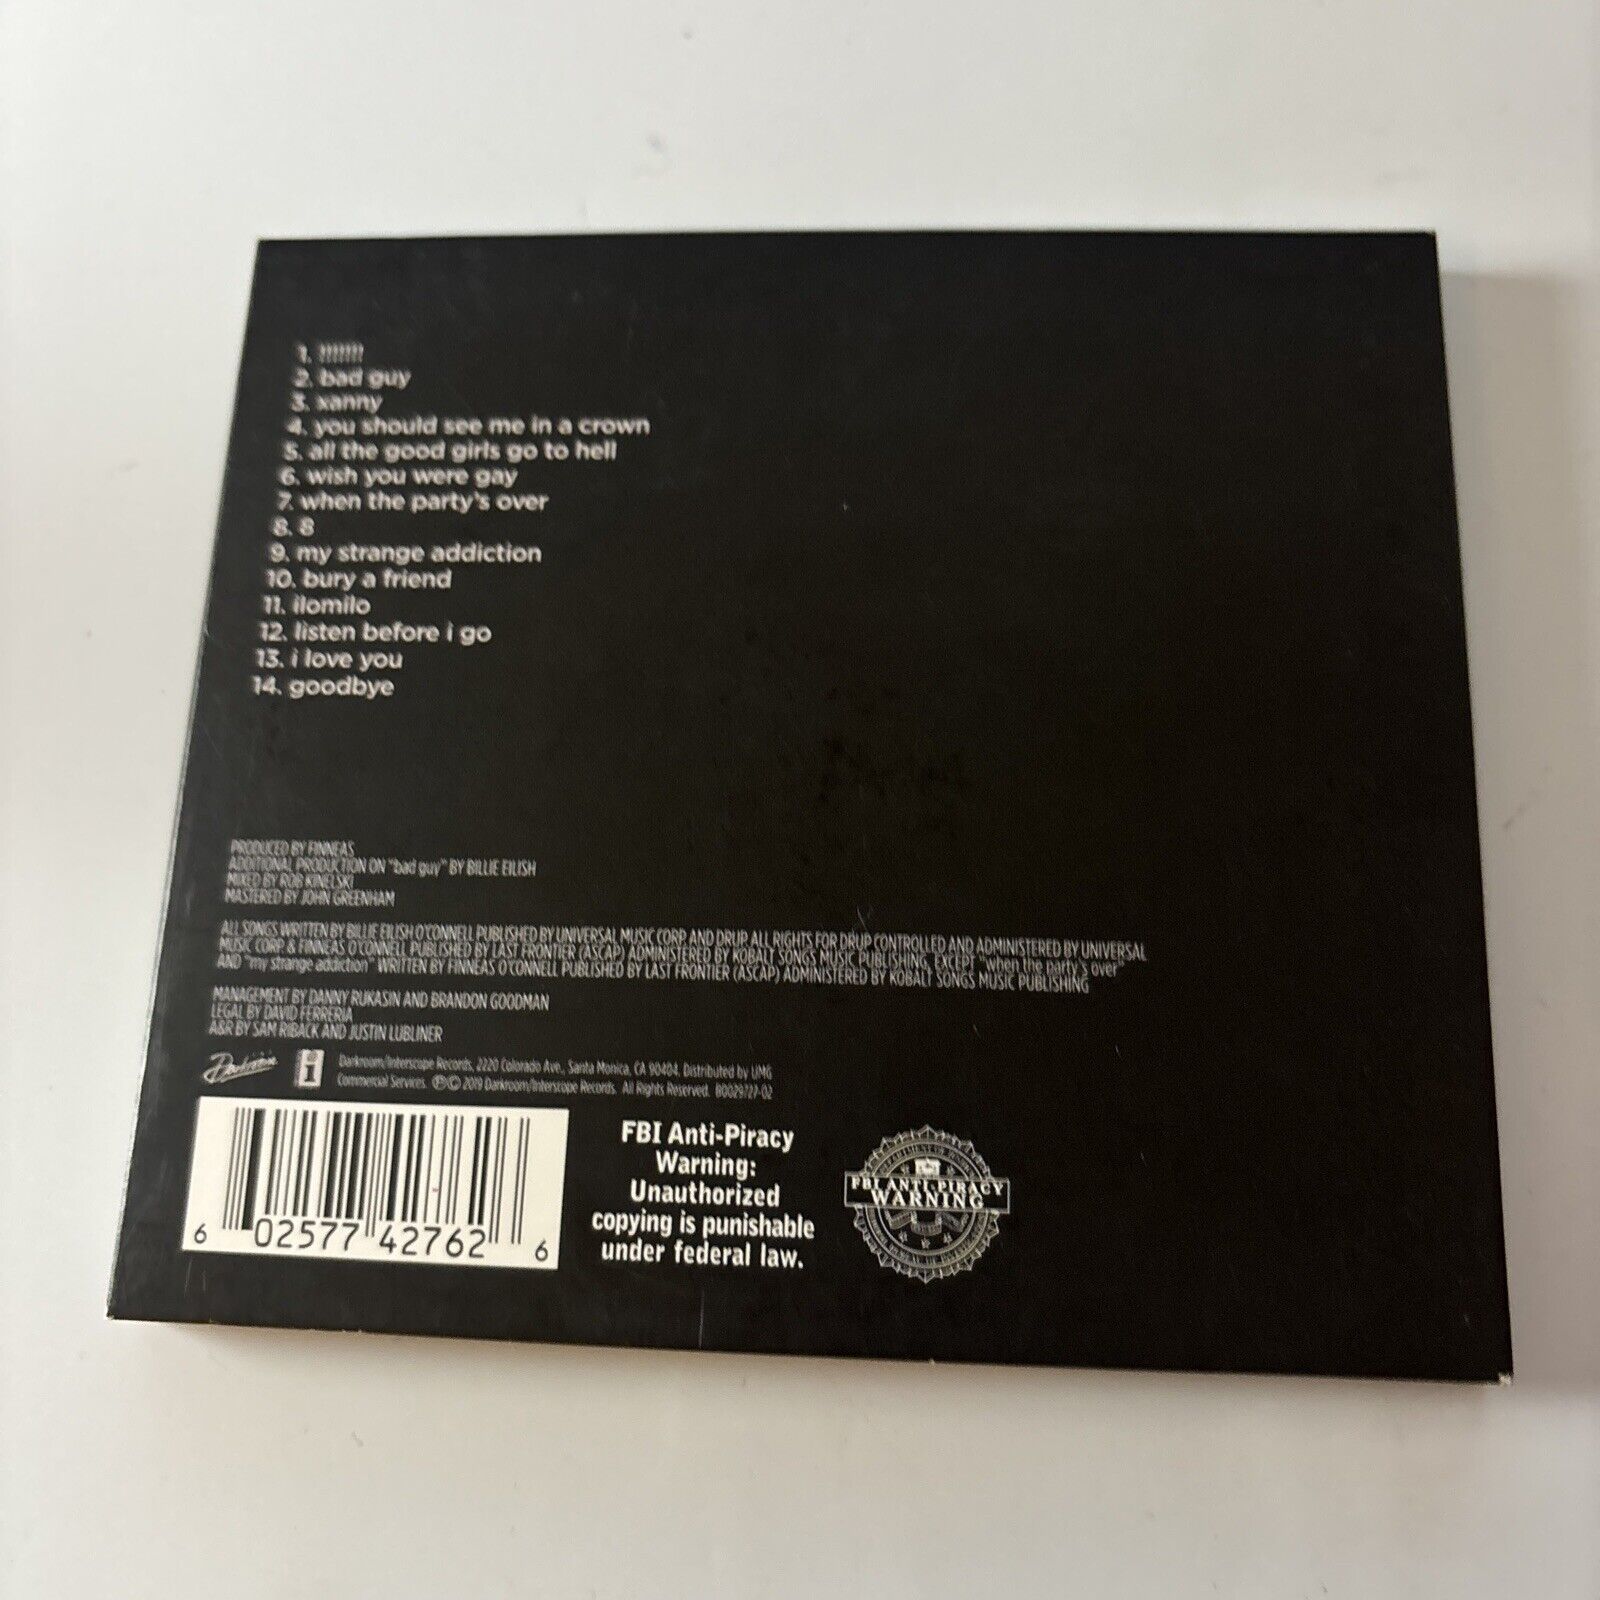 1. !!!!!!!
2. bad guy
3. xanny
4. you should see me in a crown
5. all the good girls go to hell
6. wish you were gay
7. when the party's over
8. 8
9. my strange addiction
10. bury a friend
11. ilomilo
12. listen before i go
13. i love you
14. goodbye
PRODUCED BY FINNEAS
ADDITIONAL PRODUCTION ON "bad guy" BY BILLIE EILISH
MIXED BY ROB KINELSKI
MASTERED BY JOHN GREENHAM
ALL SONGS WRITTEN BY BILLIE EILISH O'CONNELL PUBLISHED BY UNIVERSAL MUSIC CORP. AND DRUP. ALL RIGHTS FOR DRUP CONTROLLED AND ADMINISTERED BY UNIVERSAL
MUSIC CORP & FINNEAS O'CONNELL PUBLISHED BY LAST FRONTIER (ASCAP) ADMINISTERED BY KOBALT SONGS MUSIC PUBLISHING, EXCEPT "when the party's over"
AND "my strange addiction" WRITTEN BY FINNEAS O'CONNELL PUBLISHED BY LAST FRONTIER (ASCAP) ADMINISTERED BY KOBALT SONGS MUSIC PUBLISHING
MANAGEMENT BY DANNY RUKASIN AND BRANDON GOODMAN
LEGAL BY DAVID FERRERIA
A&R BY SAM RIBACK AND JUSTIN LUBLINER
Darkroom
i
Darkroom/Interscope Records, 2220 Colorado Ave., Santa Monica, CA 90404. Distributed by UMG
Commercial Services. ℗© 2019 Darkroom/Interscope Records. All Rights Reserved. B0029727-02
6 02577 42762 6
FBI Anti-Piracy
Warning:
Unauthorized
copying is punishable
under federal law.
FBI ANTI-PIRACY
WARNING